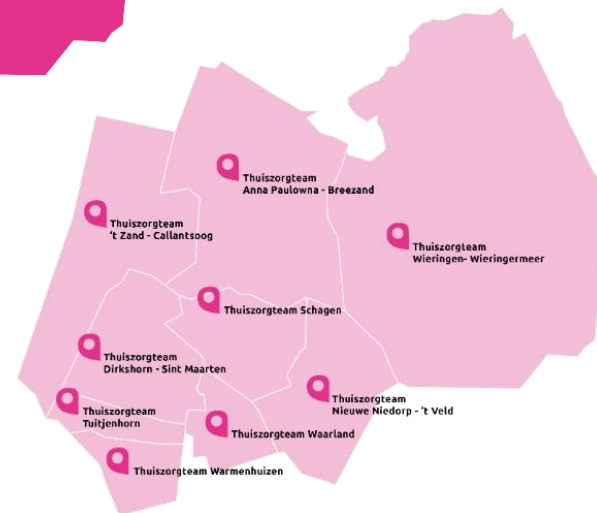 Thuiszorgteam
Anna Paulowna - Breezand
Thuiszorgteam
't Zand - Callantsoog
Thuiszorgteam
Wieringen- Wieringermeer
Thuiszorgteam Schagen
Thuiszorgteam
Dirkshorn - Sint Maarten
Thuiszorgteam
Nieuwe Niedorp - 't Veld
Thuiszorgteam
Tuitjenhorn
Thuiszorgteam Waarland
Thuiszorgteam Warmenhuizen